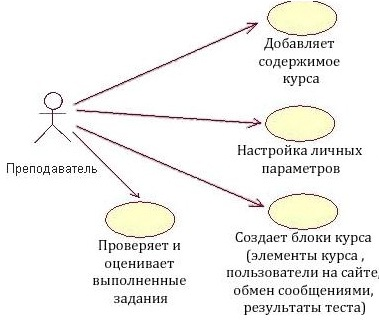 Добавляет
содержимое
курса
Преподаватель
Настройка личных
параметров
Проверяет и
оценивает
выполненные
задания
Создает блоки курса
(элементы курса ,
пользователи на сайте,
обмен сообщениями,
результаты теста)